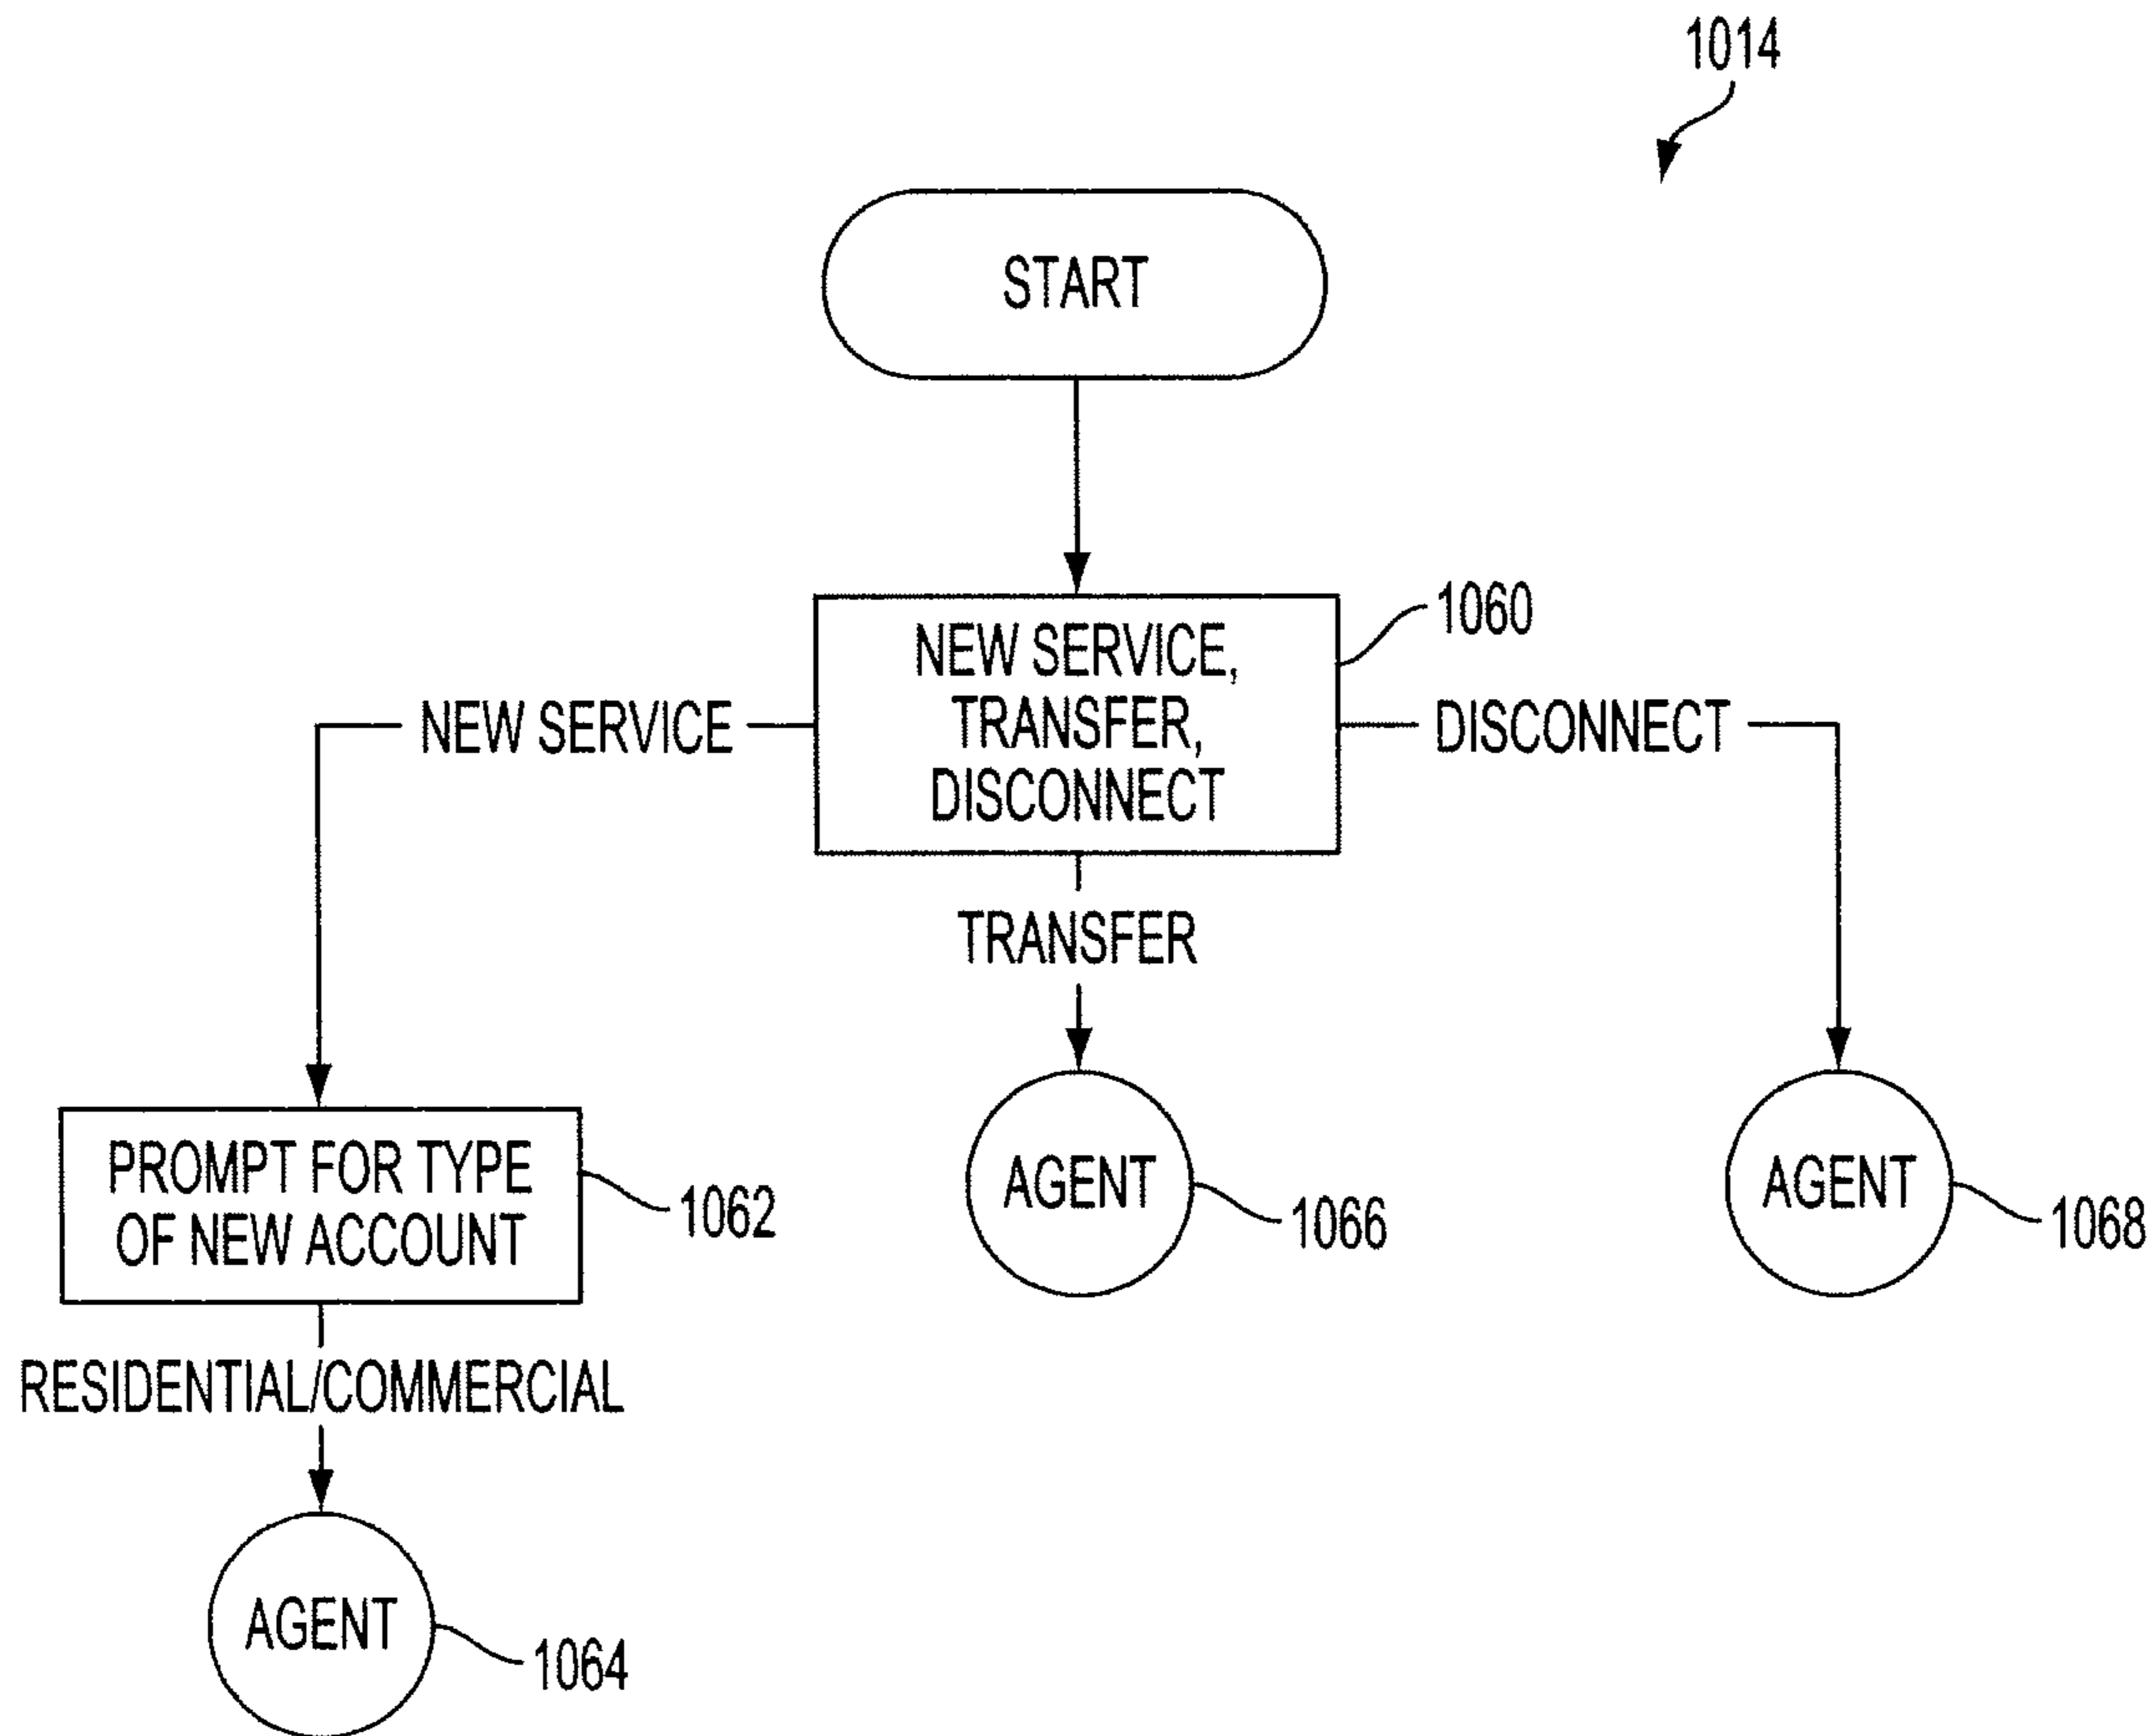 1014
START
NEW SERVICE,
TRANSFER,
DISCONNECT
1060
NEW SERVICE
DISCONNECT
TRANSFER
PROMPT FOR TYPE
OF NEW ACCOUNT
1062
AGENT
1066
AGENT
1068
RESIDENTIAL/COMMERCIAL
AGENT
1064